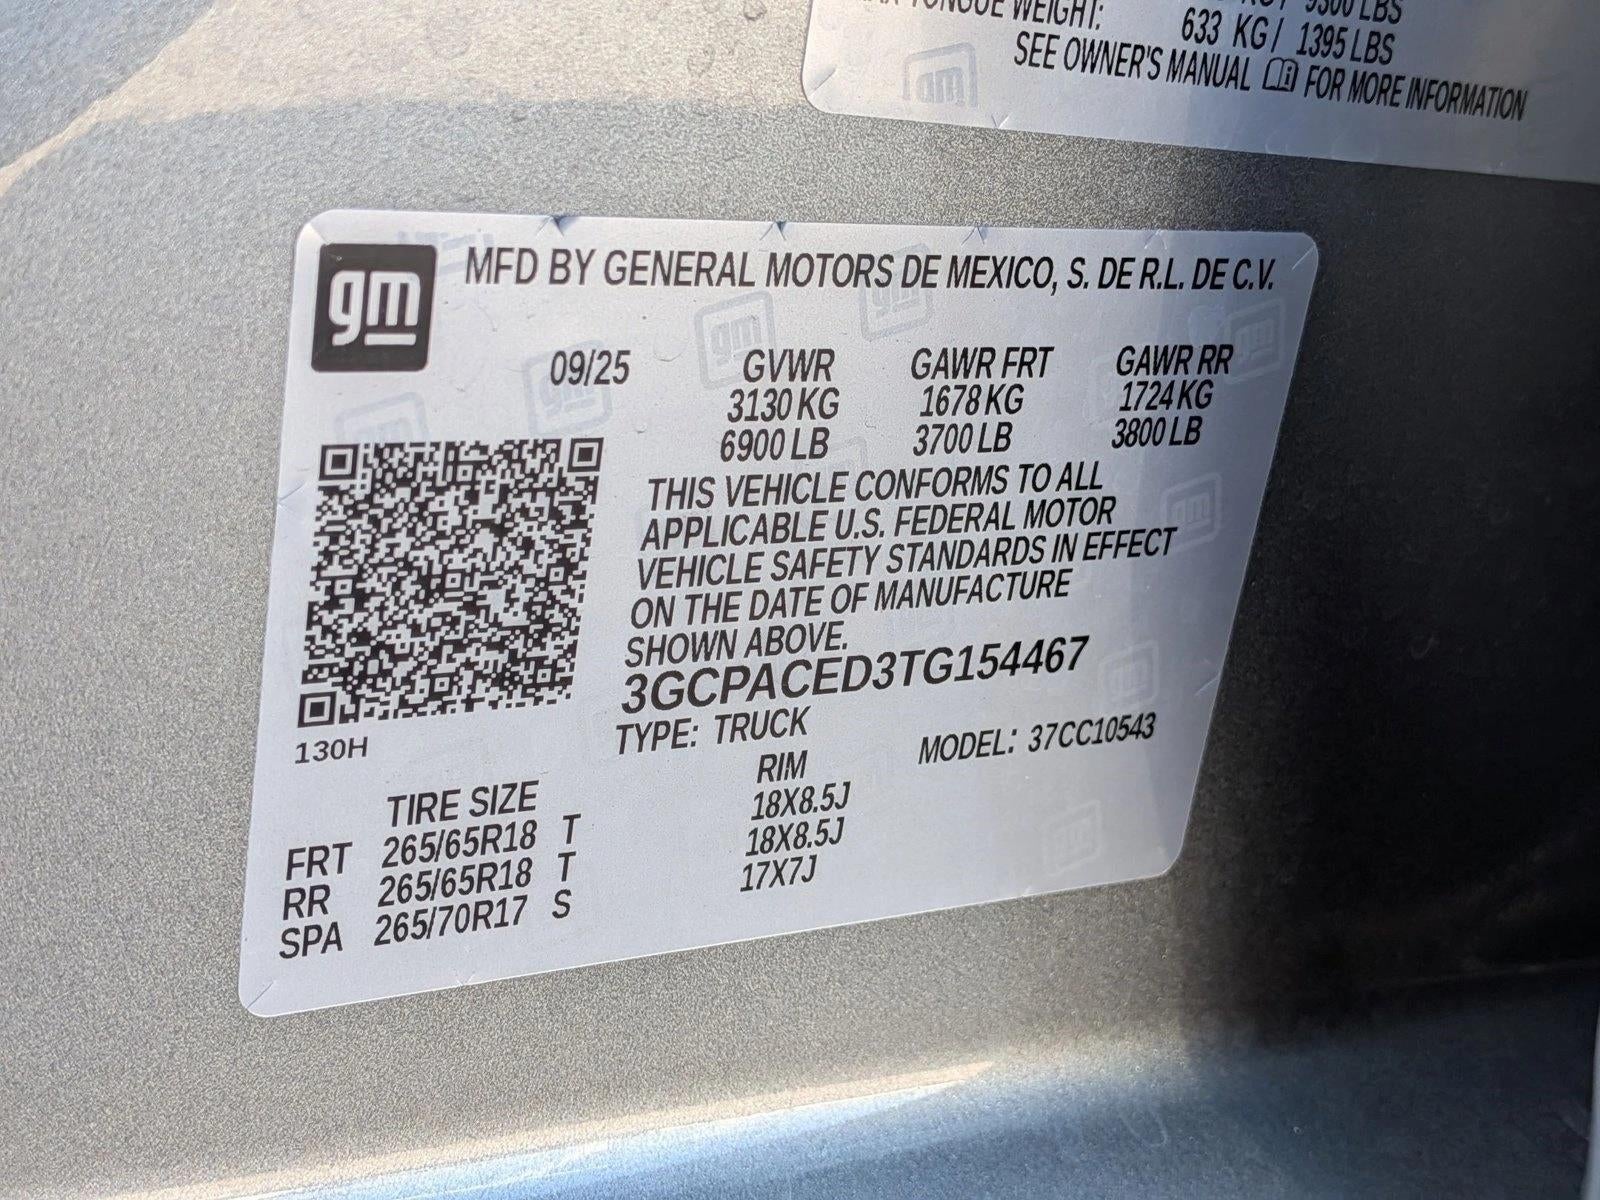 9300 LBS
TONGUE WEIGHT: 633 KG / 1395 LBS
SEE OWNER'S MANUAL FOR MORE INFORMATION
gm
MFD BY GENERAL MOTORS DE MEXICO, S. DE R.L. DE C.V.
09/25 GVWR GAWR FRT GAWR RR
3130 KG 1678 KG 1724 KG
6900 LB 3700 LB 3800 LB
THIS VEHICLE CONFORMS TO ALL
APPLICABLE U.S. FEDERAL MOTOR
VEHICLE SAFETY STANDARDS IN EFFECT
ON THE DATE OF MANUFACTURE
SHOWN ABOVE.
3GCPACED3TG154467
TYPE: TRUCK MODEL: 37CC10543
130H
TIRE SIZE RIM
FRT 265/65R18 T 18X8.5J
RR 265/65R18 T 18X8.5J
SPA 265/70R17 S 17X7J